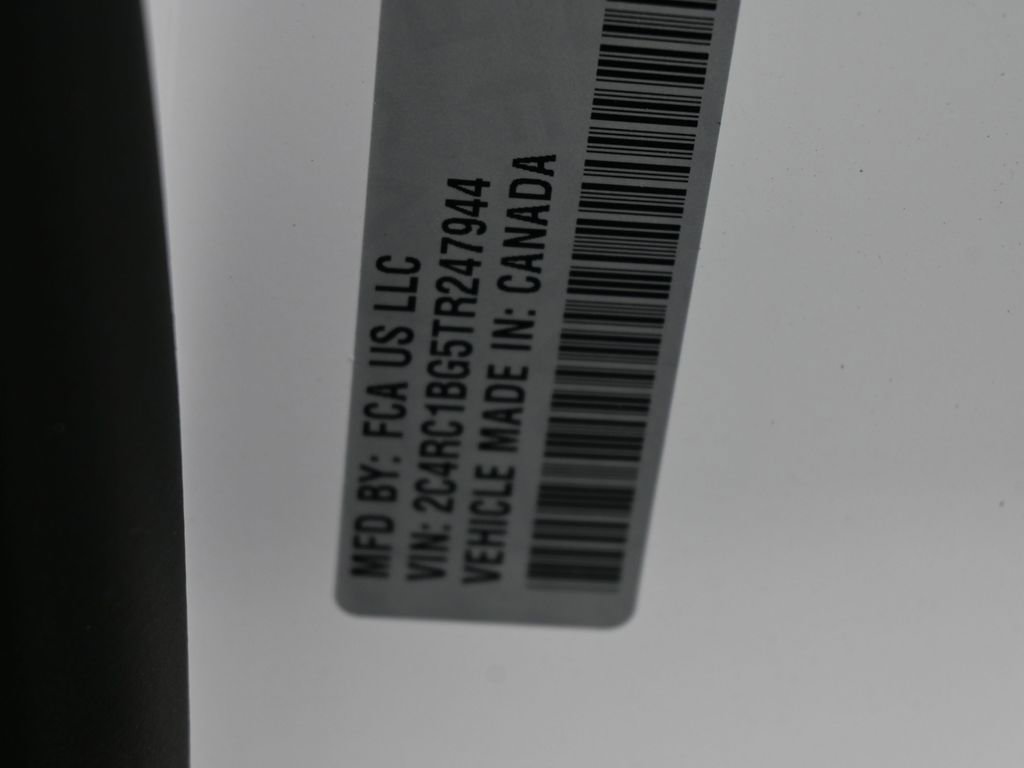 MFD BY: FCA US LLC
VIN: 2C4RC1BG5TR247944
VEHICLE MADE IN: CANADA